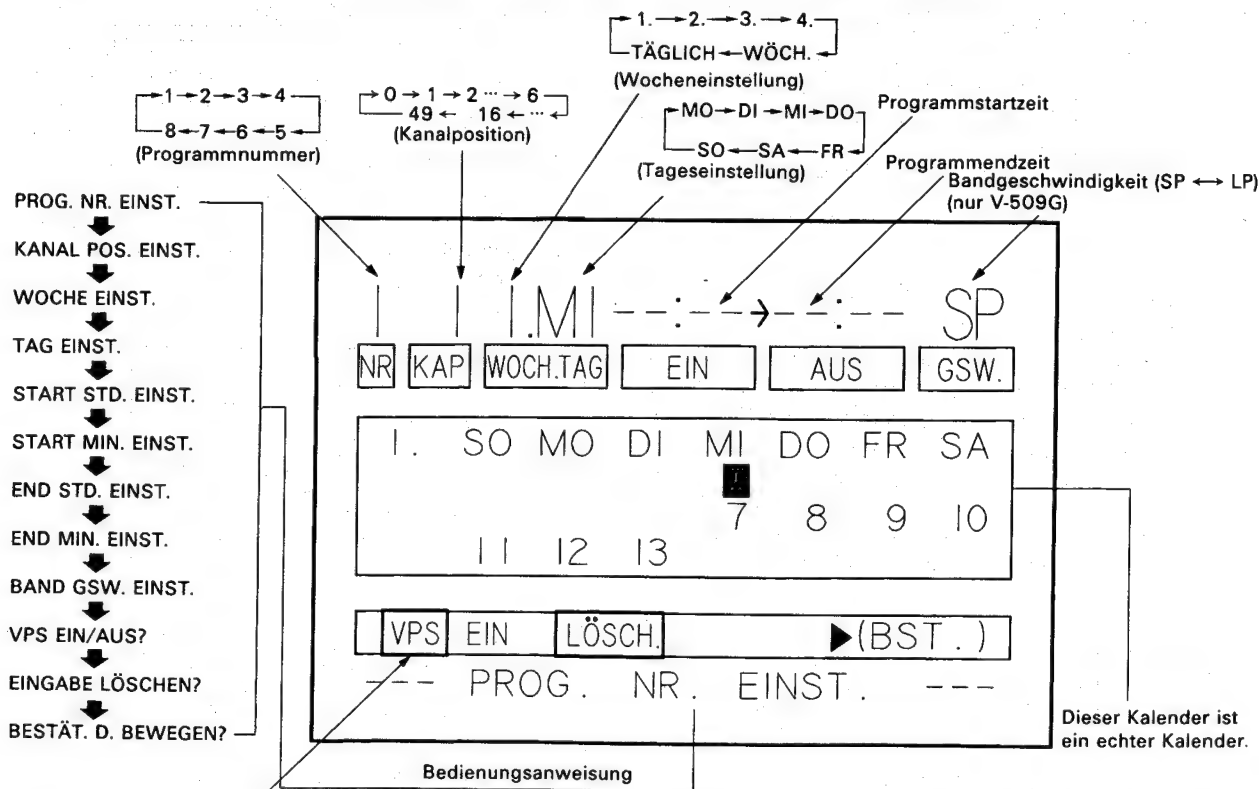 1. → 2. → 3. → 4.
TÄGLICH ← WÖCH.
(Wocheneinstellung)
1 → 2 → 3 → 4
8 ← 7 ← 6 ← 5
(Programmnummer)
0 → 1 → 2 ··· → 6
49 ← 16 ← ···
(Kanalposition)
MO → DI → MI → DO
SO ← SA ← FR
(Tageseinstellung)
Programmstartzeit
Programmendzeit
Bandgeschwindigkeit (SP ↔ LP)
(nur V-509G)
PROG. NR. EINST.
KANAL POS. EINST.
WOCHE EINST.
TAG EINST.
START STD. EINST.
START MIN. EINST.
END STD. EINST.
END MIN. EINST.
BAND GSW. EINST.
VPS EIN/AUS?
EINGABE LÖSCHEN?
BESTÄT. D. BEWEGEN?
1 1 1.MI --:--→--:-- SP
NR KAP WOCH.TAG EIN AUS GSW.
1. SO MO DI MI DO FR SA
1
7 8 9 10
11 12 13
VPS EIN LÖSCH. ▶(BST.)
--- PROG. NR. EINST. ---
Dieser Kalender ist
ein echter Kalender.
Bedienungsanweisung